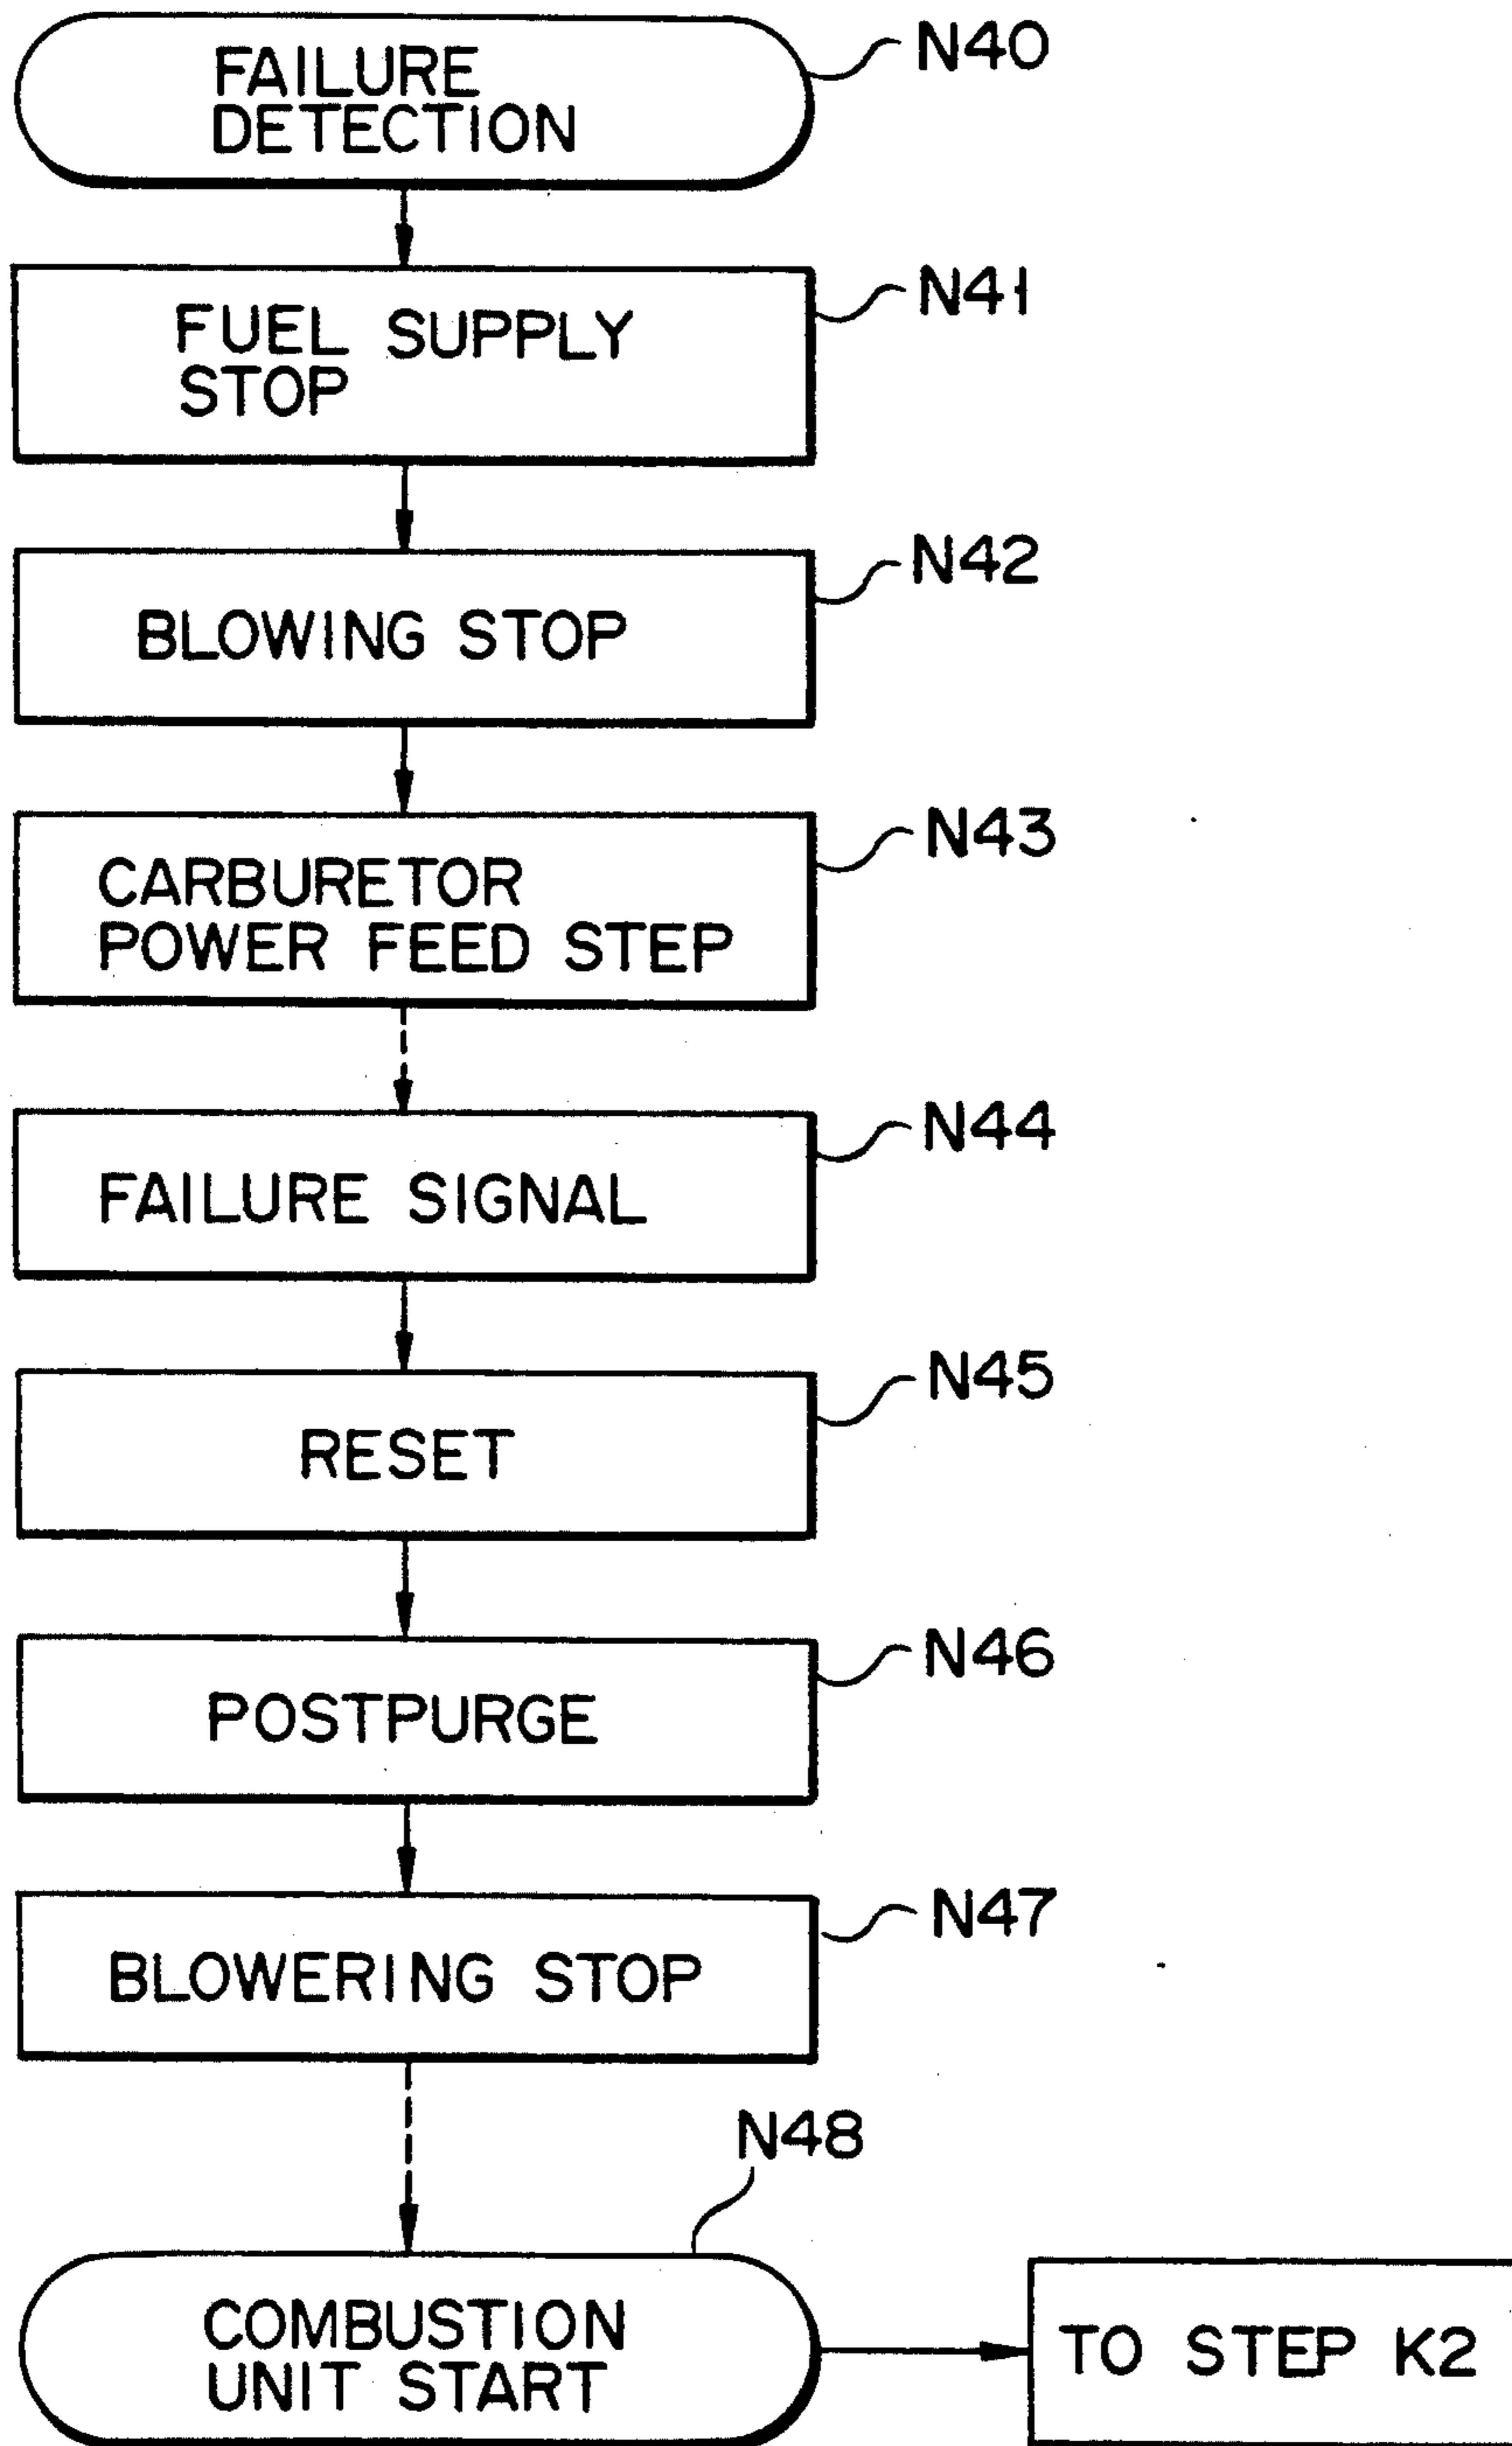 FAILURE
DETECTION
N40
FUEL SUPPLY
STOP
N41
BLOWING STOP
N42
CARBURETOR
POWER FEED STEP
N43
FAILURE SIGNAL
N44
RESET
N45
POSTPURGE
N46
BLOWERING STOP
N47
N48
COMBUSTION
UNIT START
TO STEP K2